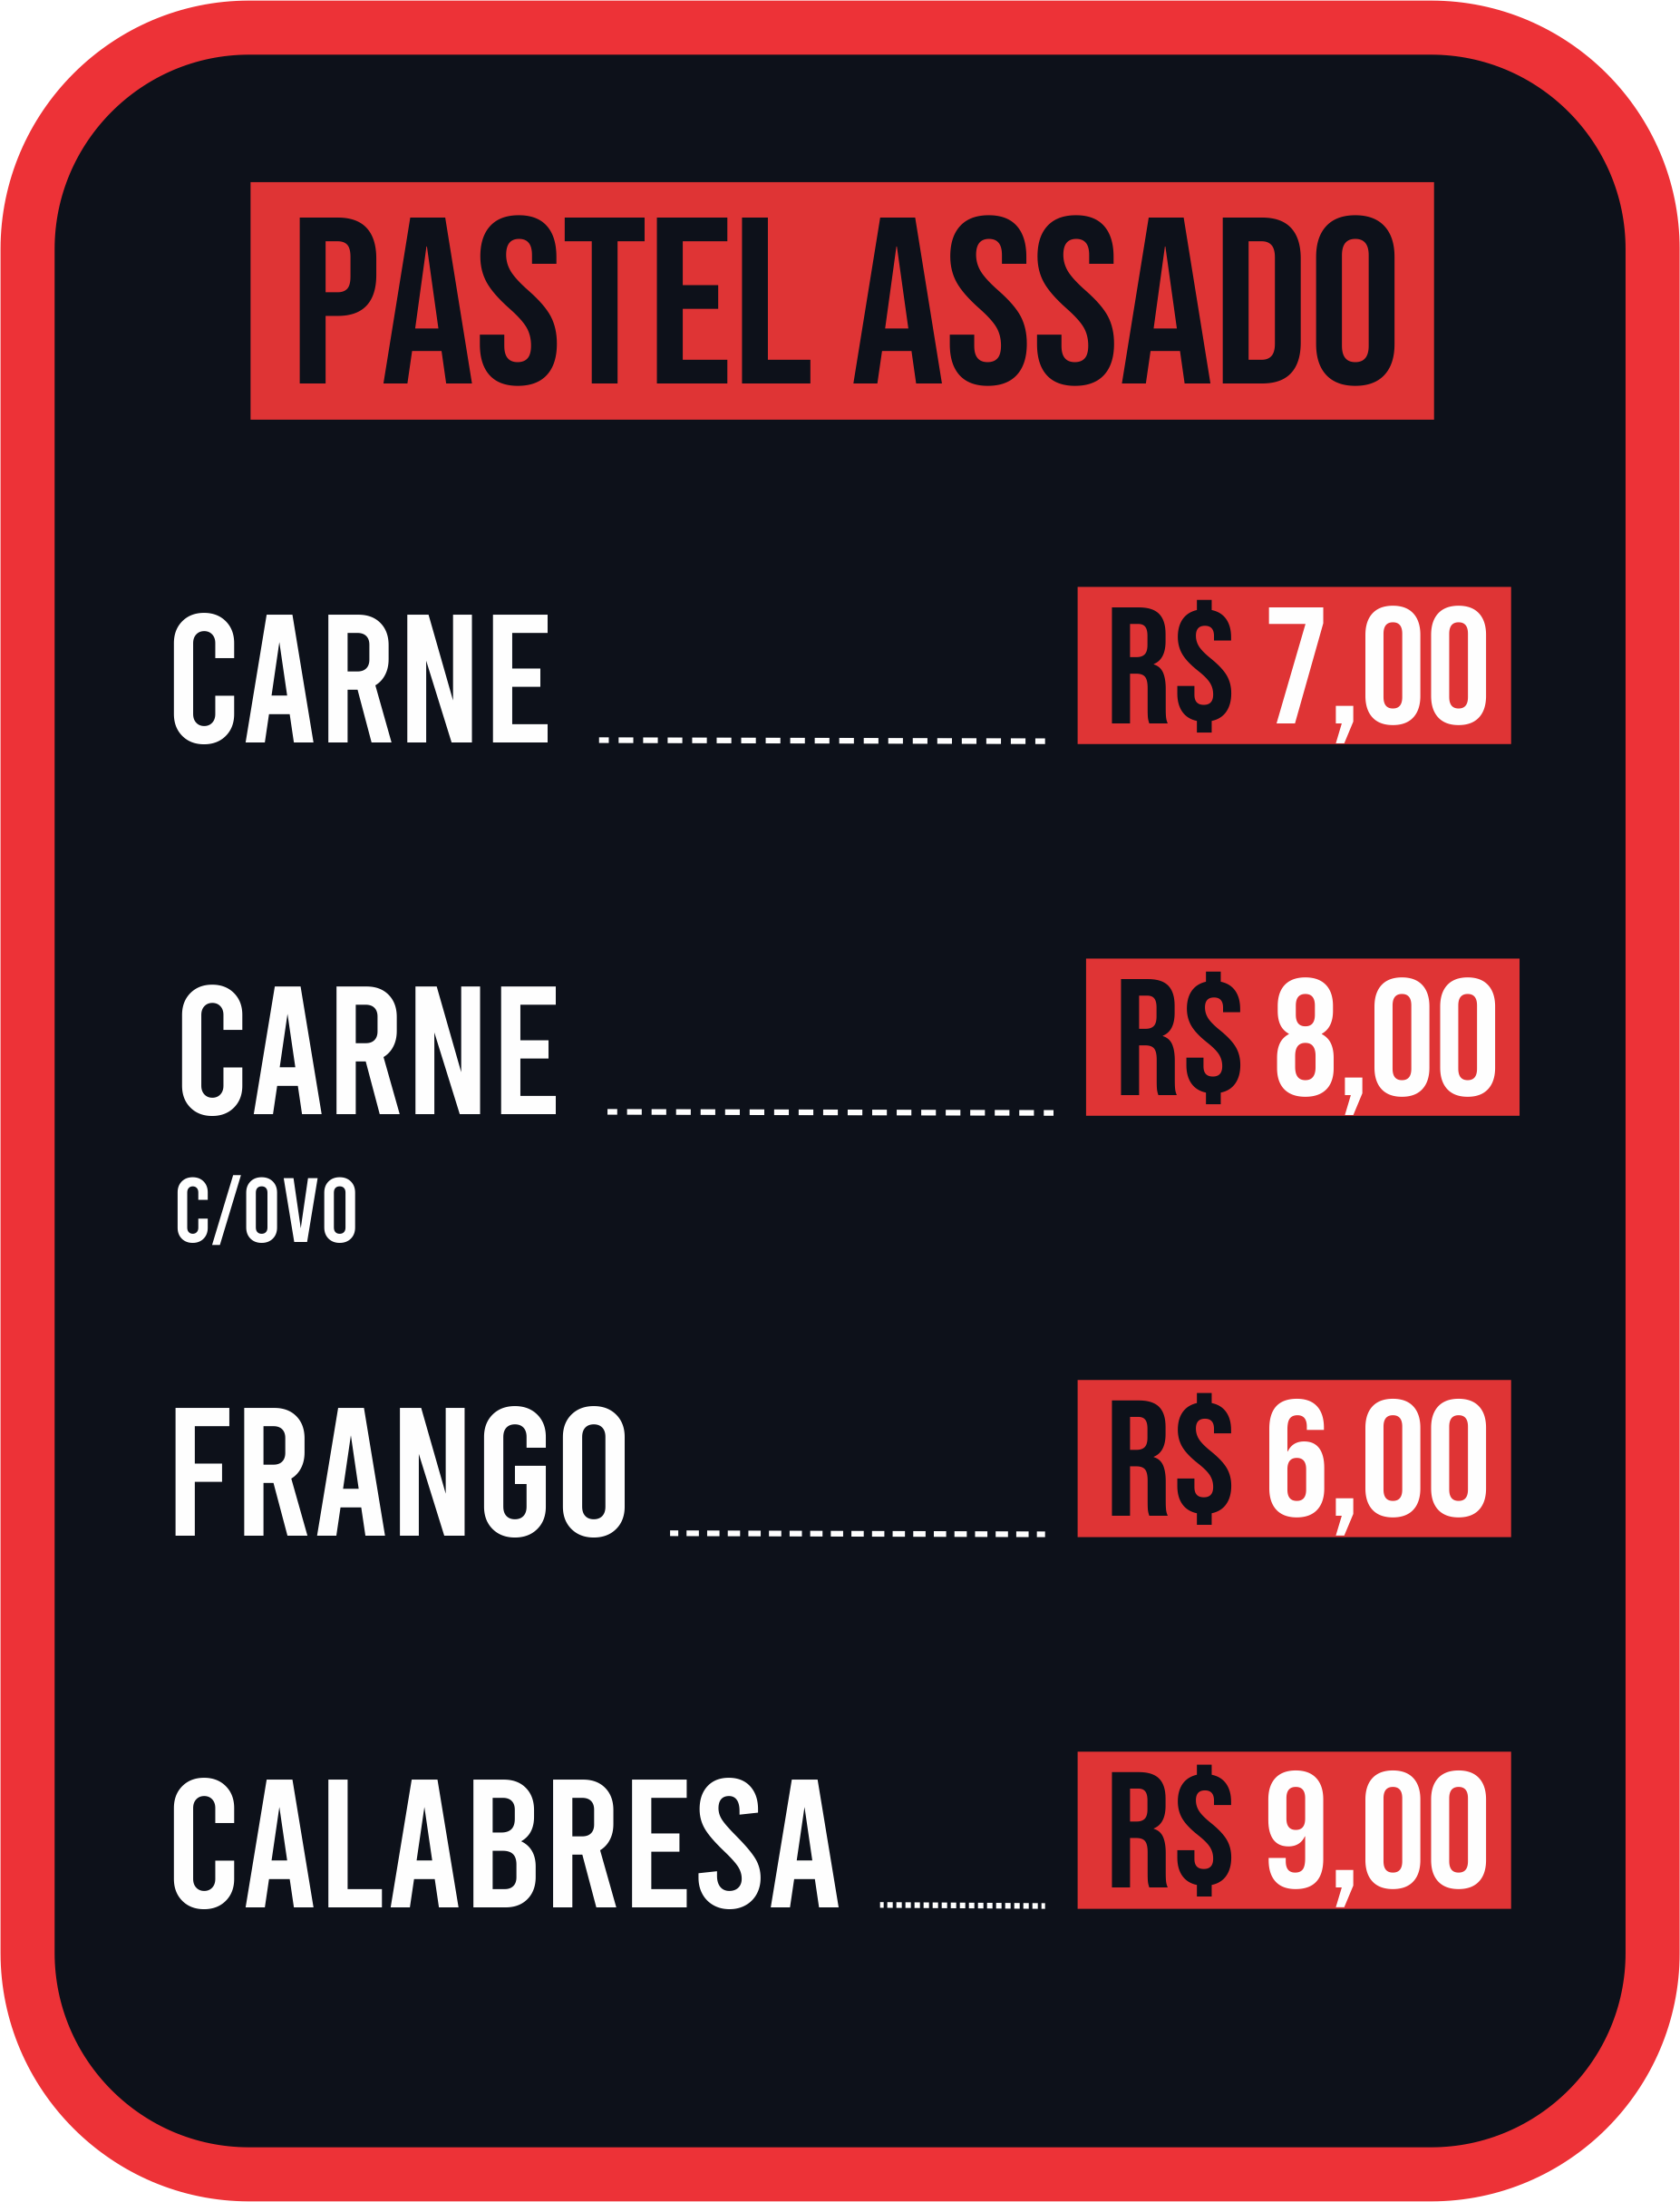 PASTEL ASSADO
CARNE R$ 7,00
CARNE R$ 8,00
C/OVO
FRANGO R$ 6,00
CALABRESA R$ 9,00